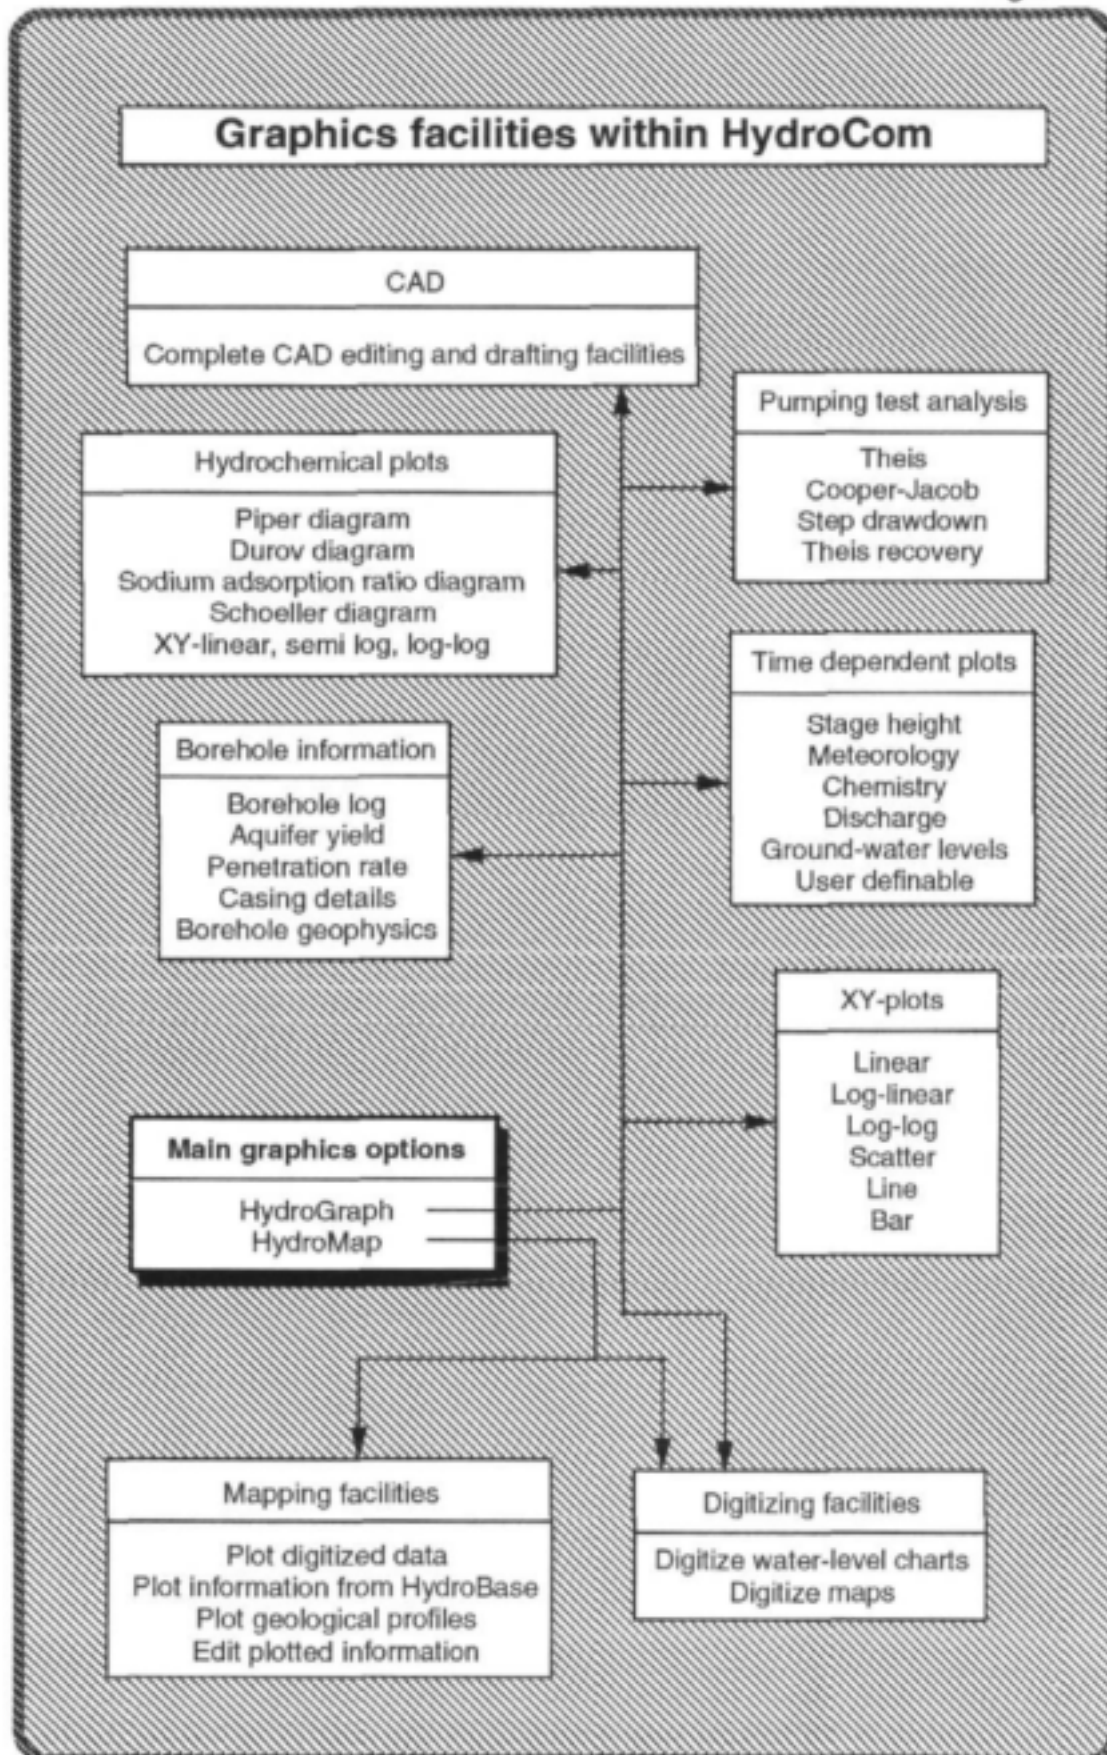 Graphics facilities within HydroCom
CAD
Complete CAD editing and drafting facilities
Pumping test analysis
Theis
Cooper-Jacob
Step drawdown
Theis recovery
Hydrochemical plots
Piper diagram
Durov diagram
Sodium adsorption ratio diagram
Schoeller diagram
XY-linear, semi log, log-log
Time dependent plots
Stage height
Meteorology
Chemistry
Discharge
Ground-water levels
User definable
Borehole information
Borehole log
Aquifer yield
Penetration rate
Casing details
Borehole geophysics
XY-plots
Linear
Log-linear
Log-log
Scatter
Line
Bar
Main graphics options
HydroGraph
HydroMap
Mapping facilities
Plot digitized data
Plot information from HydroBase
Plot geological profiles
Edit plotted information
Digitizing facilities
Digitize water-level charts
Digitize maps